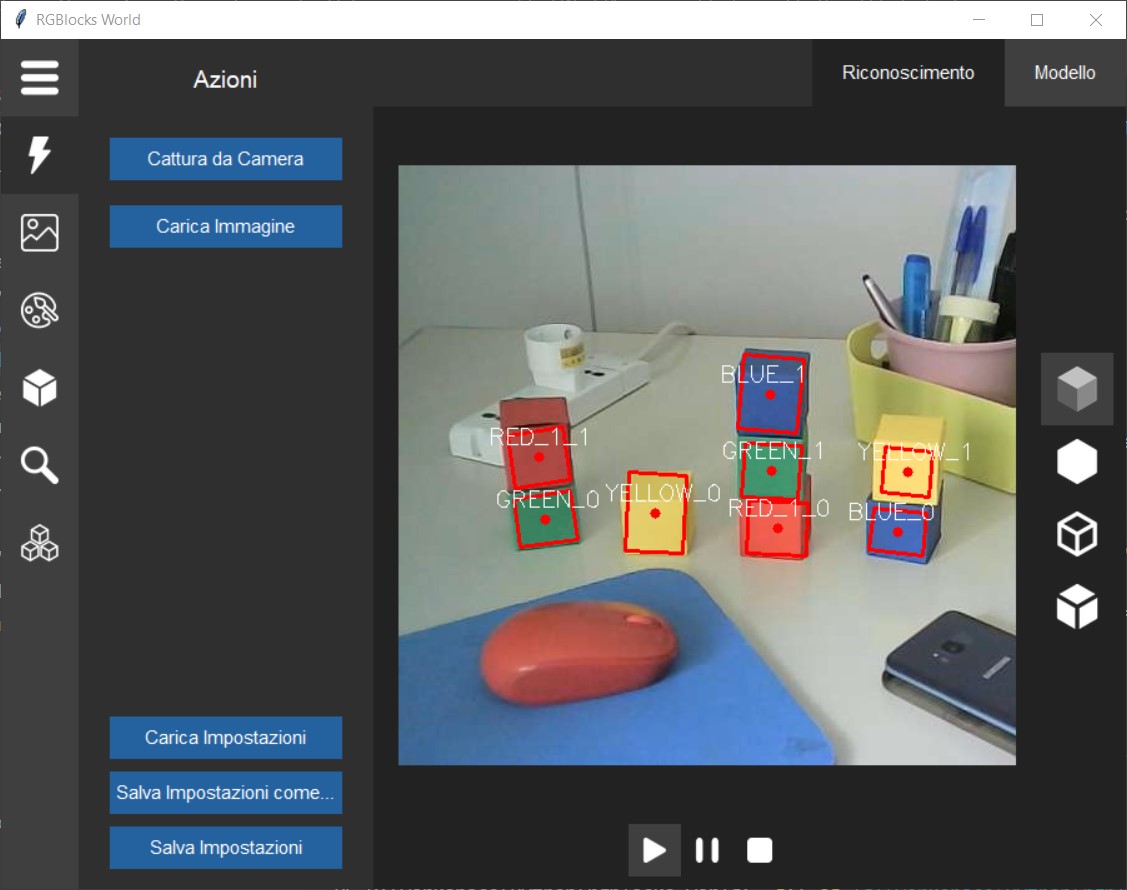 RGBlocks World
Azioni
Riconoscimento
Modello
Cattura da Camera
Carica Immagine
BLUE_1
RED_1_1
GREEN_1
YELLOW_1
GREEN_0
YELLOW_0
RED_1_0
BLUE_0
Carica Impostazioni
Salva Impostazioni come...
Salva Impostazioni